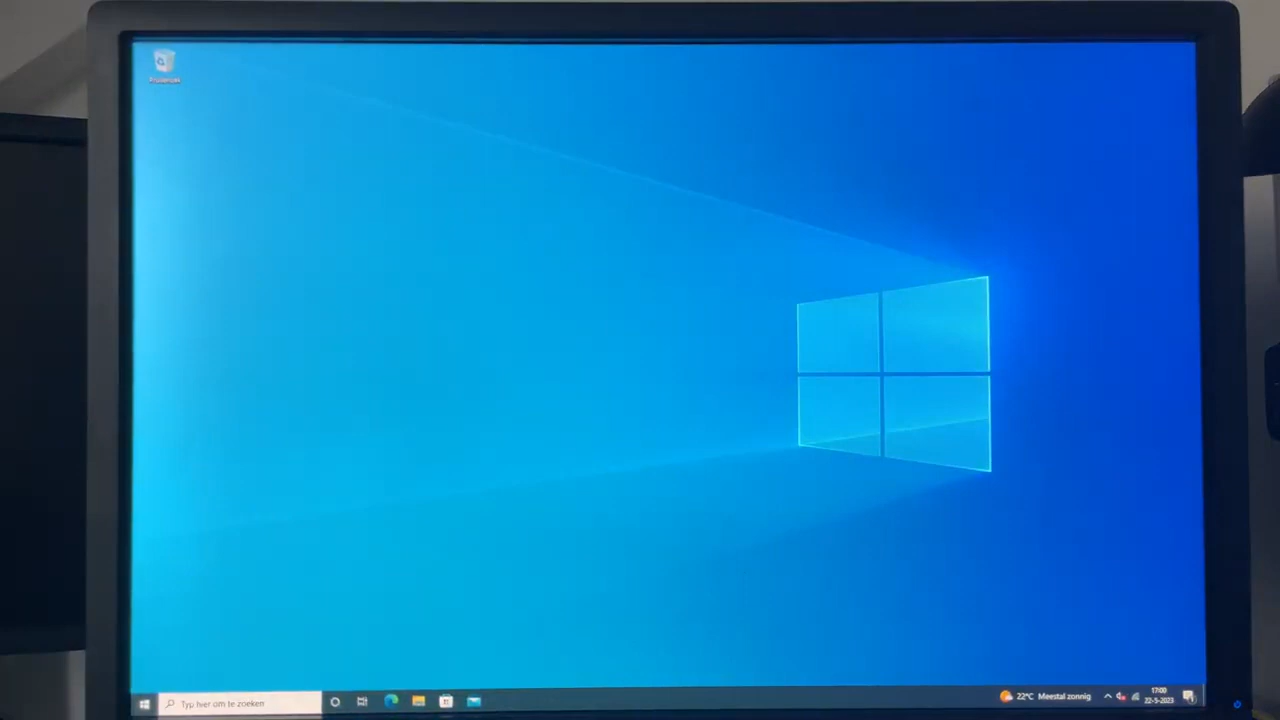 Prullenbak
Typ hier om te zoeken
22°C Meestal zonnig
17:00
22-5-2023